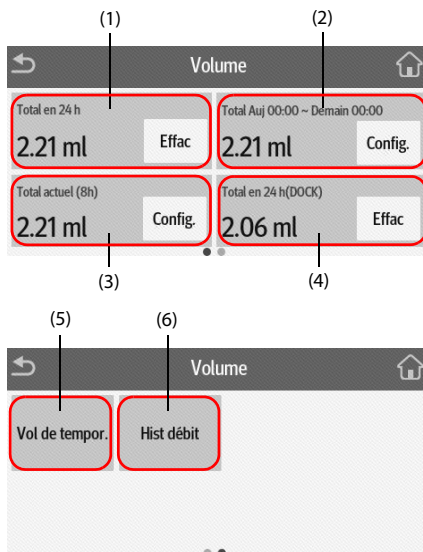 (1) (2)
Volume
Total en 24 h
2.21 ml
Effac
Total Auj 00:00 ~ Demain 00:00
2.21 ml
Config.
Total actuel (8h)
2.21 ml
Config.
Total en 24 h(DOCK)
2.06 ml
Effac
(3) (4)
(5) (6)
Volume
Vol de tempor.
Hist débit